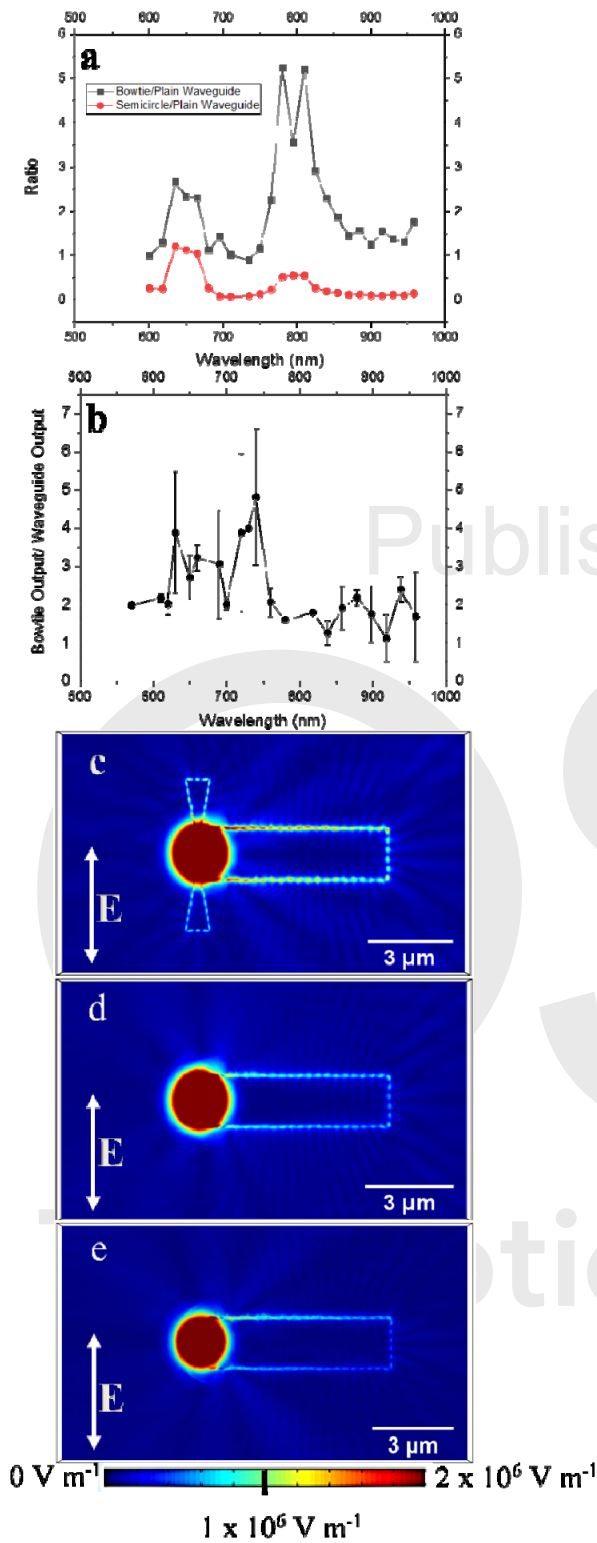 500 600 700 800 900 1000
a
Bowtie/Plain Waveguide
Semicircle/Plain Waveguide
6 5 4 3 2 1 0
Ratio
6 5 4 3 2 1 0
500 600 700 800 900 1000
Wavelength (nm)
500 600 700 800 900 1000
b
7 6 5 4 3 2 1 0
Bowtie Output/ Waveguide Output
7 6 5 4 3 2 1 0
Publis
500 600 700 800 900 1000
Wavelength (nm)
c
E
3 µm
d
E
3 µm
e
E
3 µm
0 V m-1
2 x 10⁶ V m-1
1 x 10⁶ V m-1